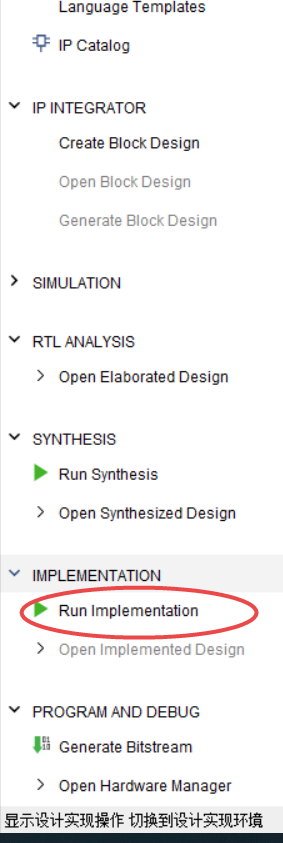 Language Templates
IP Catalog
IP INTEGRATOR
Create Block Design
Open Block Design
Generate Block Design
SIMULATION
RTL ANALYSIS
Open Elaborated Design
SYNTHESIS
Run Synthesis
Open Synthesized Design
IMPLEMENTATION
Run Implementation
Open Implemented Design
PROGRAM AND DEBUG
Generate Bitstream
Open Hardware Manager
显示设计实现操作 切换到设计实现环境